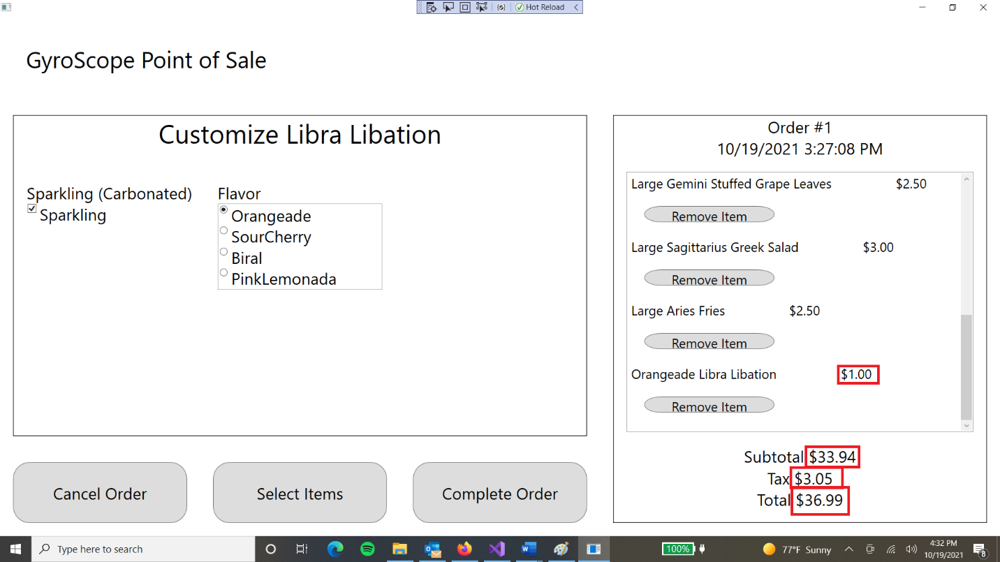 Hot Reload
GyroScope Point of Sale
Customize Libra Libation
Sparkling (Carbonated)
Sparkling
Flavor
Orangeade
SourCherry
Biral
PinkLemonada
Cancel Order
Select Items
Complete Order
Order #1
10/19/2021 3:27:08 PM
Large Gemini Stuffed Grape Leaves $2.50
Remove Item
Large Sagittarius Greek Salad $3.00
Remove Item
Large Aries Fries $2.50
Remove Item
Orangeade Libra Libation $1.00
Remove Item
Subtotal $33.94
Tax $3.05
Total $36.99
Type here to search
100%
77°F Sunny
4:32 PM
10/19/2021
8